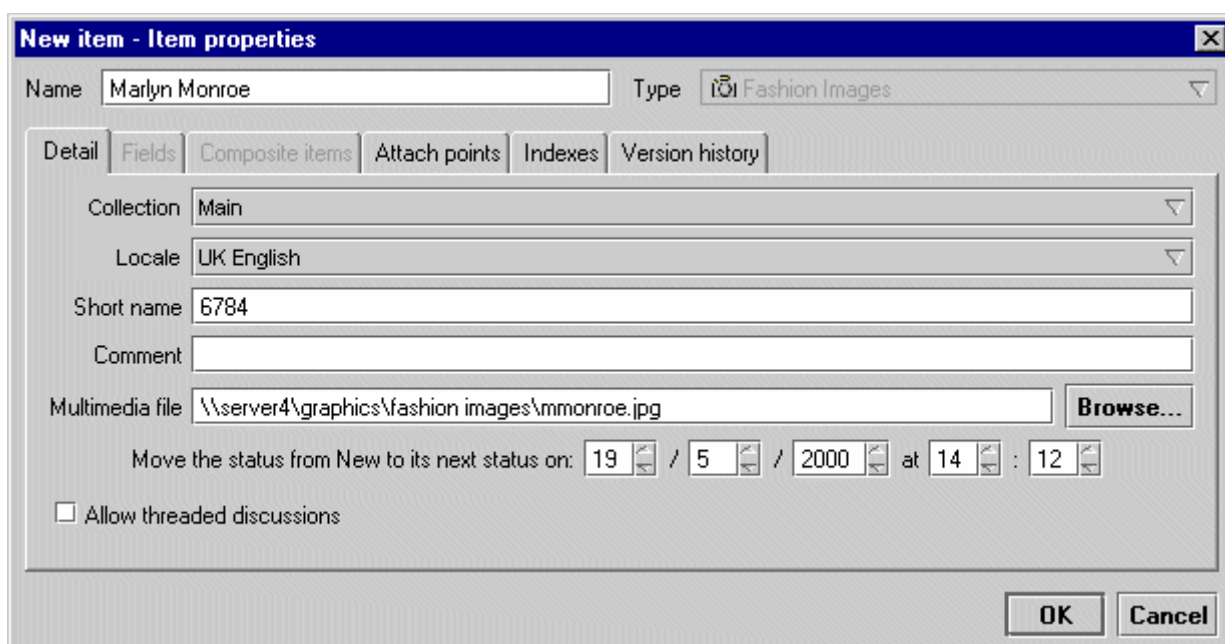 New item - Item properties
Name Marlyn Monroe Type Fashion Images
Detail Fields Composite items Attach points Indexes Version history
Collection Main
Locale UK English
Short name 6784
Comment
Multimedia file \\server4\graphics\fashion images\mmonroe.jpg Browse...
Move the status from New to its next status on: 19 / 5 / 2000 at 14 : 12
Allow threaded discussions
OK Cancel